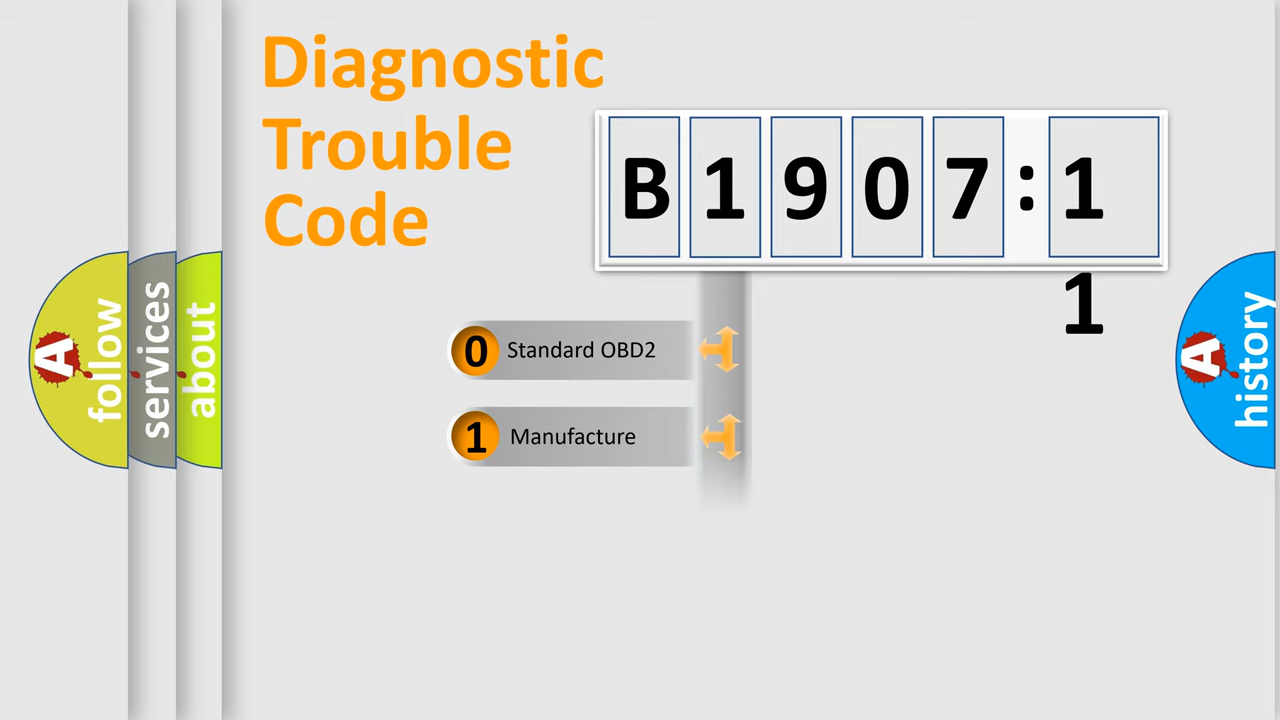 Diagnostic
Trouble
Code
B 1 9 0 7 : 1
1
0 Standard OBD2
1 Manufacture
A follow
services
about
A history